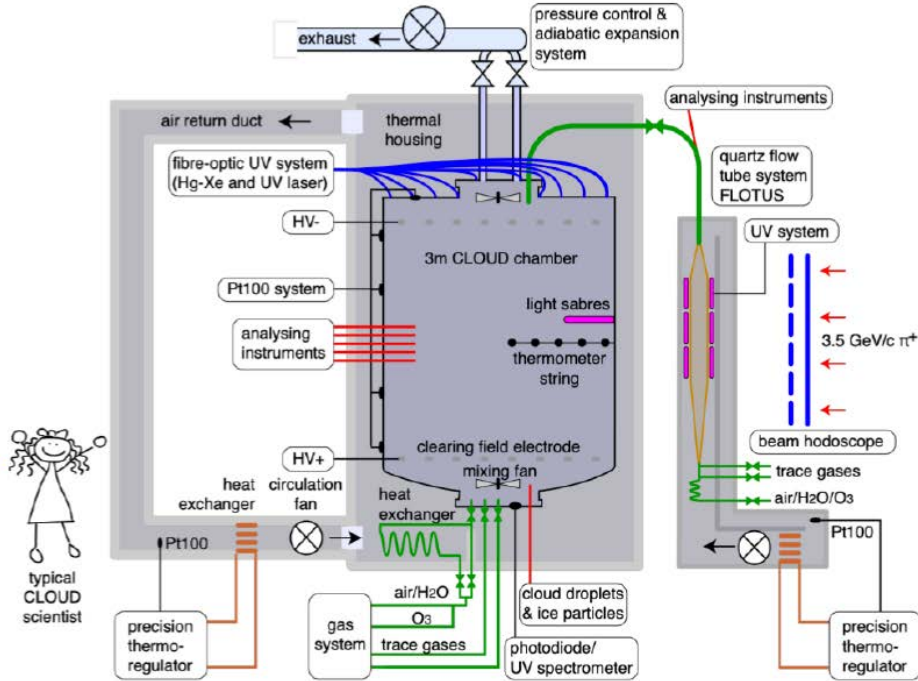 pressure control &
adiabatic expansion
system
exhaust
analysing instruments
air return duct
thermal
housing
fibre-optic UV system
(Hg-Xe and UV laser)
quartz flow
tube system
FLOTUS
HV-
UV system
3m CLOUD chamber
Pt100 system
light sabres
analysing
instruments
thermometer
string
3.5 GeV/c π+
clearing field electrode
HV+
mixing fan
beam hodoscope
trace gases
air/H2O/O3
heat
exchanger
circulation
fan
heat
exchanger
Pt100
Pt100
typical
CLOUD
scientist
precision
thermo-
regulator
gas
system
air/H2O
O3
trace gases
cloud droplets
& ice particles
photodiode/
UV spectrometer
precision
thermo-
regulator